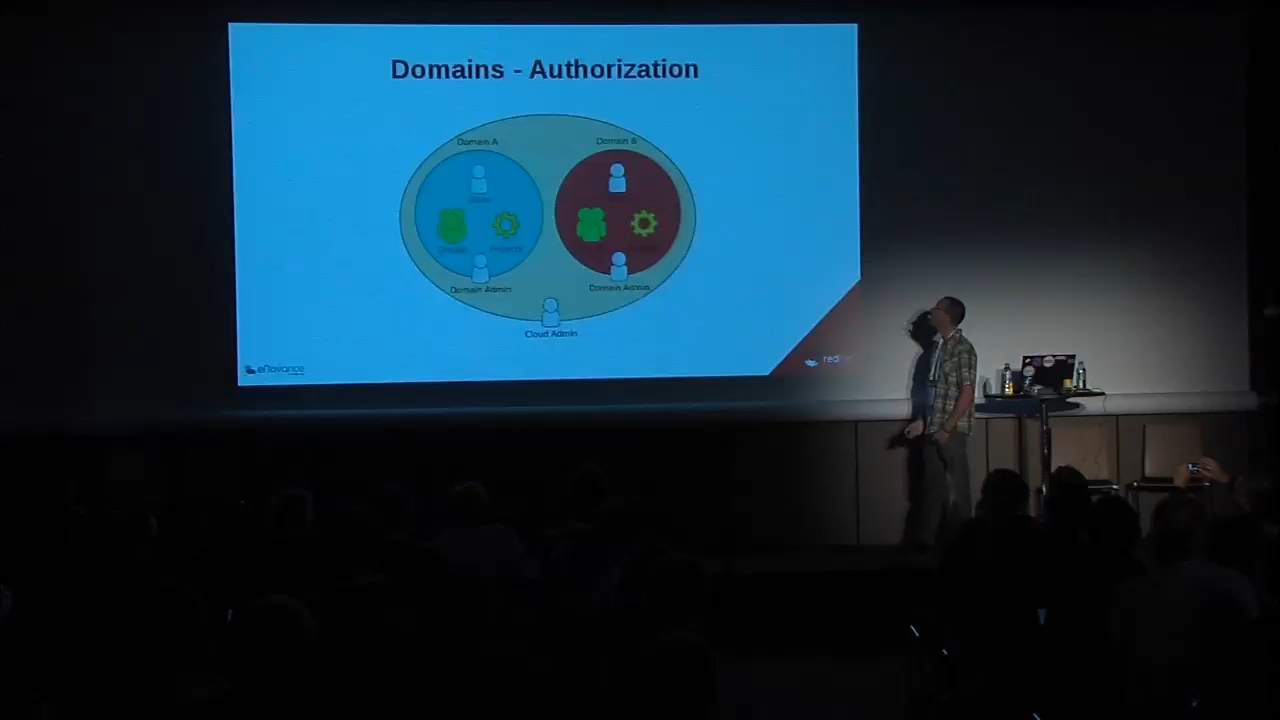 Domains - Authorization
Domain A
Domain B
Domain Admin
Domain Admin
Cloud Admin
eNovance